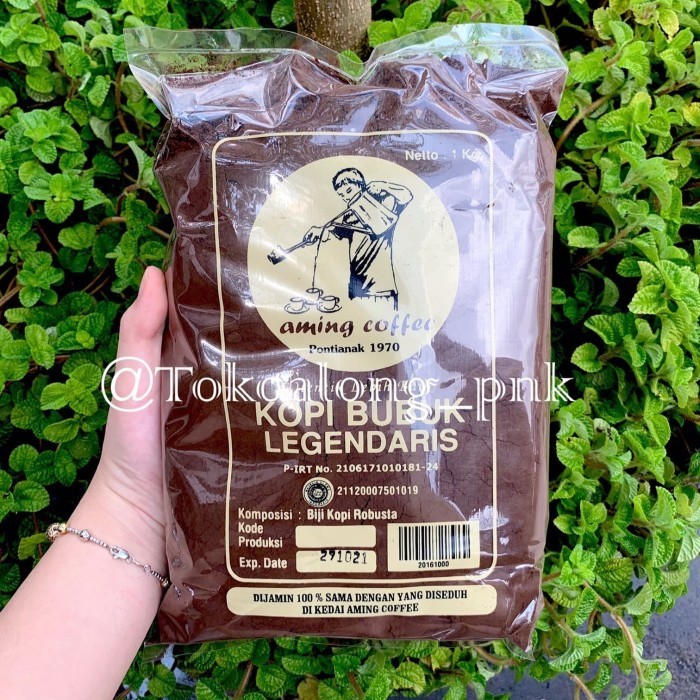 Netto : 1 Kg.
aming coffee
Pontianak 1970
@Tokoalong_pnk
KOPI BUBUK
LEGENDARIS
P-IRT No. 2106171010181-24
21120007501019
Komposisi : Biji Kopi Robusta
Kode
Produksi
Exp. Date 291021
20161000
DIJAMIN 100 % SAMA DENGAN YANG DISEDUH
DI KEDAI AMING COFFEE